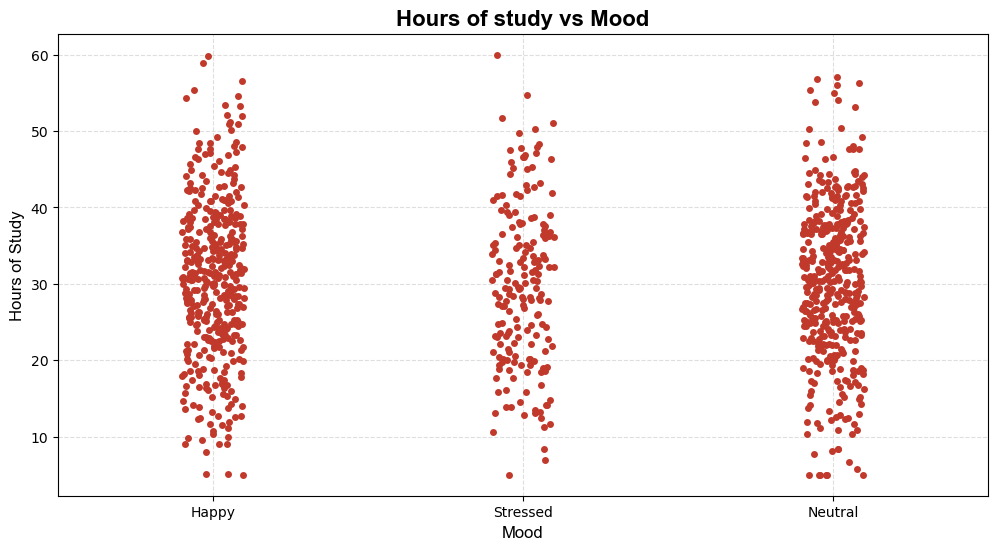 Hours of study vs Mood
60
50
40
30
20
10
Hours of Study
Happy
Stressed
Neutral
Mood